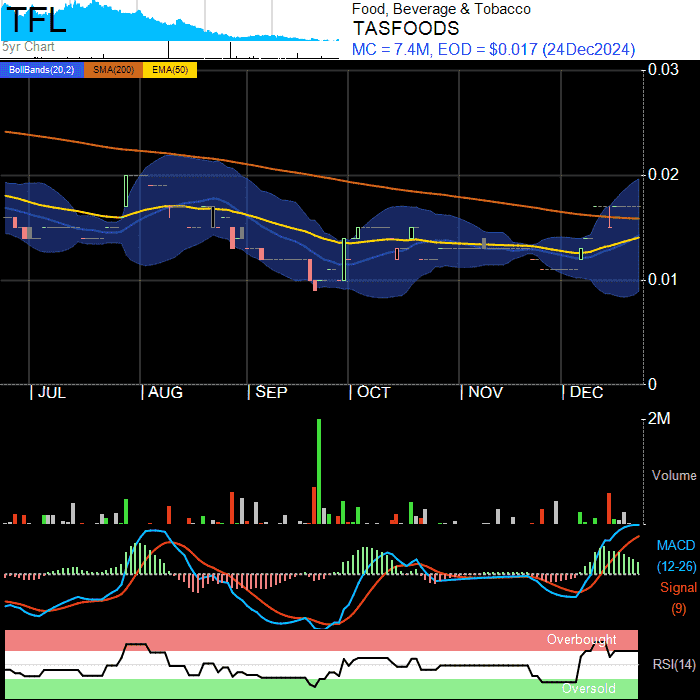 TFL
5yr Chart
Food, Beverage & Tobacco
TASFOODS
MC = 7.4M, EOD = $0.017 (24Dec2024)
BollBands(20,2) SMA(200) EMA(50)
0.03
0.02
0.01
0
| JUL | AUG | SEP | OCT | NOV | DEC
2M
Volume
MACD
(12-26)
Signal
(9)
Overbought
RSI(14)
Oversold